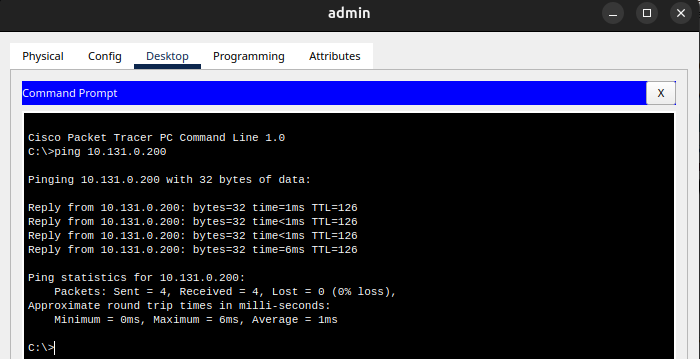 admin
Physical Config Desktop Programming Attributes
Command Prompt X
Cisco Packet Tracer PC Command Line 1.0
C:\>ping 10.131.0.200
Pinging 10.131.0.200 with 32 bytes of data:
Reply from 10.131.0.200: bytes=32 time=1ms TTL=126
Reply from 10.131.0.200: bytes=32 time<1ms TTL=126
Reply from 10.131.0.200: bytes=32 time<1ms TTL=126
Reply from 10.131.0.200: bytes=32 time=6ms TTL=126
Ping statistics for 10.131.0.200:
Packets: Sent = 4, Received = 4, Lost = 0 (0% loss),
Approximate round trip times in milli-seconds:
Minimum = 0ms, Maximum = 6ms, Average = 1ms
C:\>